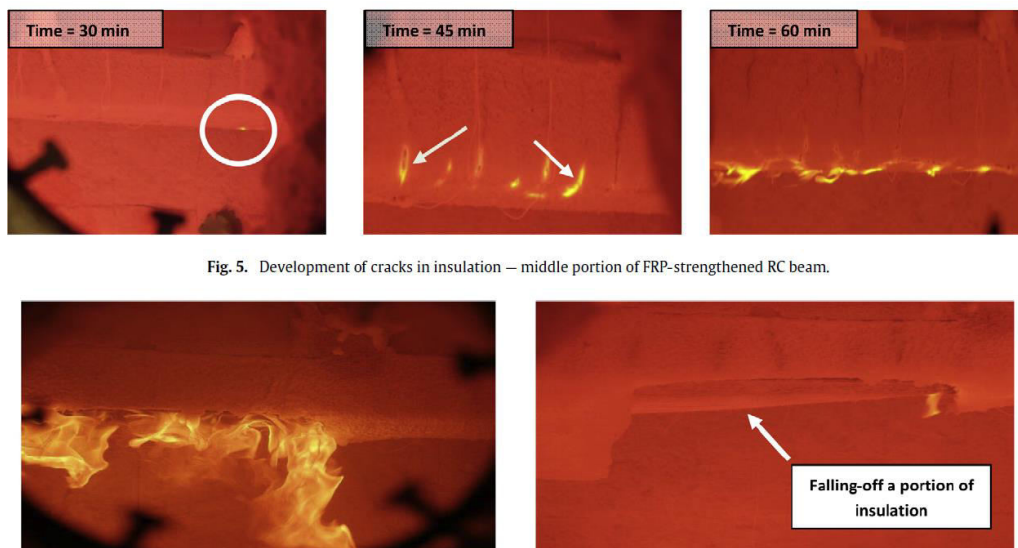 Time = 30 min
45 min
Time = 60 min
Fig. 5. Development of cracks in insulation — middle portion of FRP-strengthened RC beam.
Falling-off a portion of
insulation